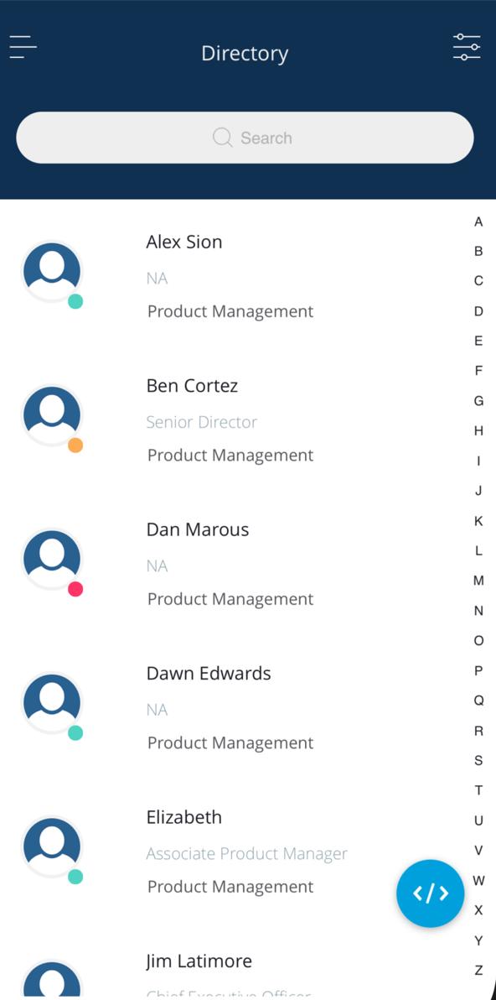 Directory
Search
Alex Sion
NA
Product Management
Ben Cortez
Senior Director
Product Management
Dan Marous
NA
Product Management
Dawn Edwards
NA
Product Management
Elizabeth
Associate Product Manager
Product Management
Jim Latimore
Chief Executive Officer
A
B
C
D
E
F
G
H
I
J
K
L
M
N
O
P
Q
R
S
T
U
V
W
X
Y
Z
</>